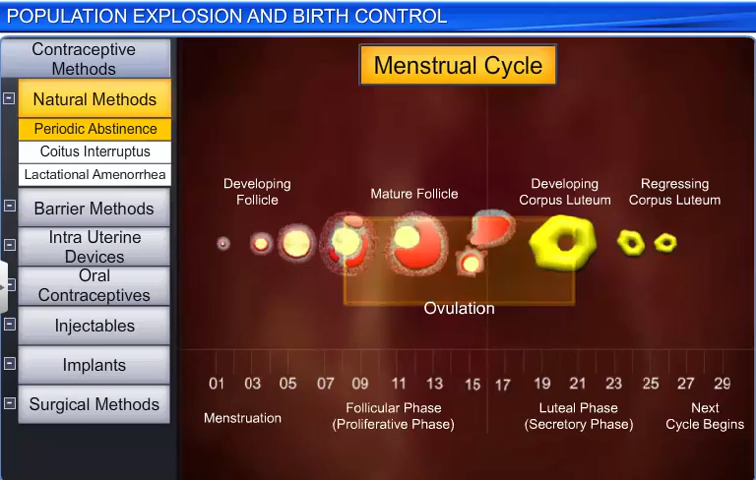 POPULATION EXPLOSION AND BIRTH CONTROL
Contraceptive
Methods
Natural Methods
Periodic Abstinence
Coitus Interruptus
Lactational Amenorrhea
Barrier Methods
Intra Uterine
Devices
Oral
Contraceptives
Injectables
Implants
Surgical Methods
Menstrual Cycle
Developing
Follicle
Mature Follicle
Developing
Corpus Luteum
Regressing
Corpus Luteum
Ovulation
01 03 05 07 09 11 13 15 17 19 21 23 25 27 29
Menstruation
Follicular Phase
(Proliferative Phase)
Luteal Phase
(Secretory Phase)
Next
Cycle Begins